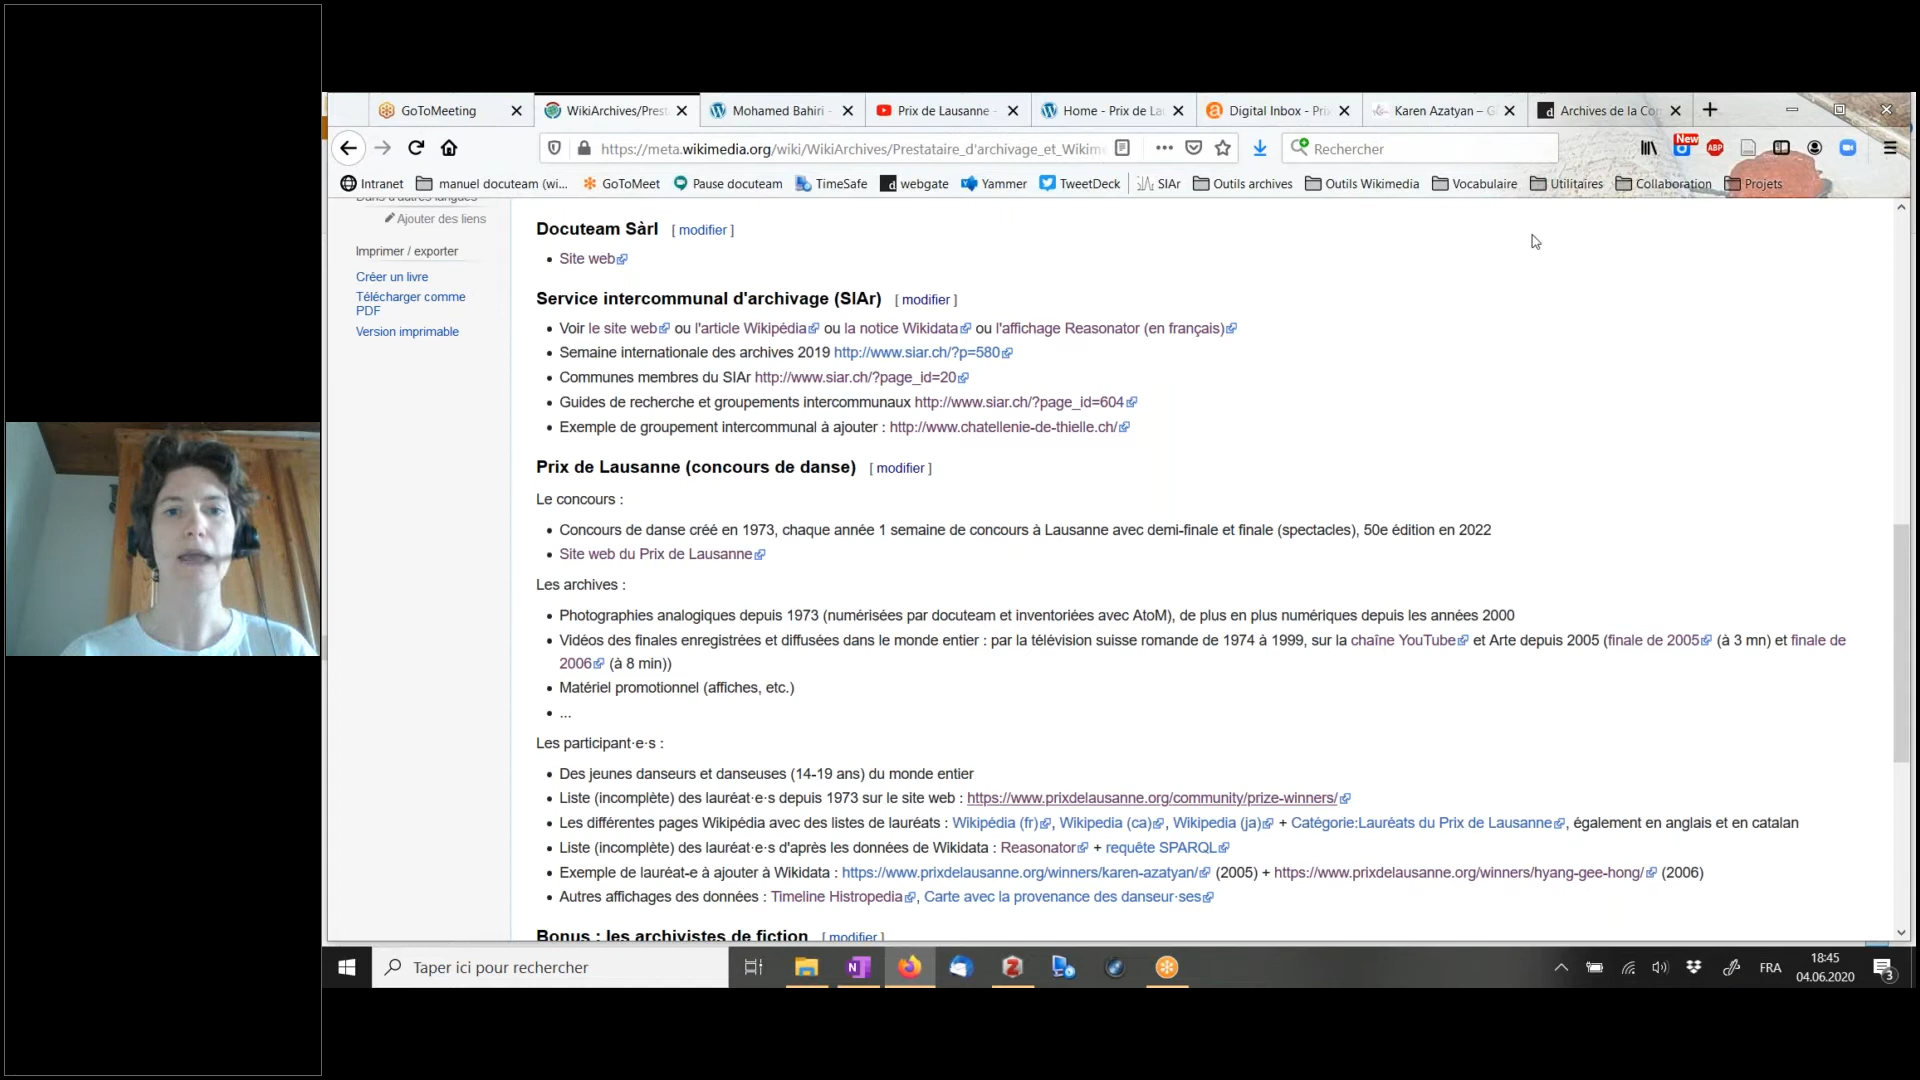 GoToMeeting
WikiArchives/Prest
Mohamed Bahiri -
Prix de Lausanne -
Home - Prix de La
Digital Inbox - Pri
Karen Azatyan – G
Archives de la Co
https://meta.wikimedia.org/wiki/WikiArchives/Prestataire_d'archivage_et_Wikim
Rechercher
New
ABP
Intranet
manuel docuteam (wi...
GoToMeet
Pause docuteam
TimeSafe
webgate
Yammer
TweetDeck
SIAr
Outils archives
Outils Wikimedia
Vocabulaire
Utilitaires
Collaboration
Projets
Dans d'autres langues
Ajouter des liens
Imprimer / exporter
Créer un livre
Télécharger comme
PDF
Version imprimable
Docuteam Sàrl [ modifier ]
• Site web
Service intercommunal d'archivage (SIAr) [ modifier ]
• Voir le site web ou l'article Wikipédia ou la notice Wikidata ou l'affichage Reasonator (en français)
• Semaine internationale des archives 2019 http://www.siar.ch/?p=580
• Communes membres du SIAr http://www.siar.ch/?page_id=20
• Guides de recherche et groupements intercommunaux http://www.siar.ch/?page_id=604
• Exemple de groupement intercommunal à ajouter : http://www.chatellenie-de-thielle.ch/
Prix de Lausanne (concours de danse) [ modifier ]
Le concours :
• Concours de danse créé en 1973, chaque année 1 semaine de concours à Lausanne avec demi-finale et finale (spectacles), 50e édition en 2022
• Site web du Prix de Lausanne
Les archives :
• Photographies analogiques depuis 1973 (numérisées par docuteam et inventoriées avec AtoM), de plus en plus numériques depuis les années 2000
• Vidéos des finales enregistrées et diffusées dans le monde entier : par la télévision suisse romande de 1974 à 1999, sur la chaîne YouTube et Arte depuis 2005 (finale de 2005 (à 3 mn) et finale de
2006 (à 8 min))
• Matériel promotionnel (affiches, etc.)
• ...
Les participant·e·s :
• Des jeunes danseurs et danseuses (14-19 ans) du monde entier
• Liste (incomplète) des lauréat·e·s depuis 1973 sur le site web : https://www.prixdelausanne.org/community/prize-winners/
• Les différentes pages Wikipédia avec des listes de lauréats : Wikipédia (fr), Wikipedia (ca), Wikipedia (ja) + Catégorie:Lauréats du Prix de Lausanne, également en anglais et en catalan
• Liste (incomplète) des lauréat·e·s d'après les données de Wikidata : Reasonator + requête SPARQL
• Exemple de lauréat-e à ajouter à Wikidata : https://www.prixdelausanne.org/winners/karen-azatyan/ (2005) + https://www.prixdelausanne.org/winners/hyang-gee-hong/ (2006)
• Autres affichages des données : Timeline Histropedia, Carte avec la provenance des danseur·ses
Bonus : les archivistes de fiction [ modifier ]
Taper ici pour rechercher
FRA
18:45
04.06.2020
3